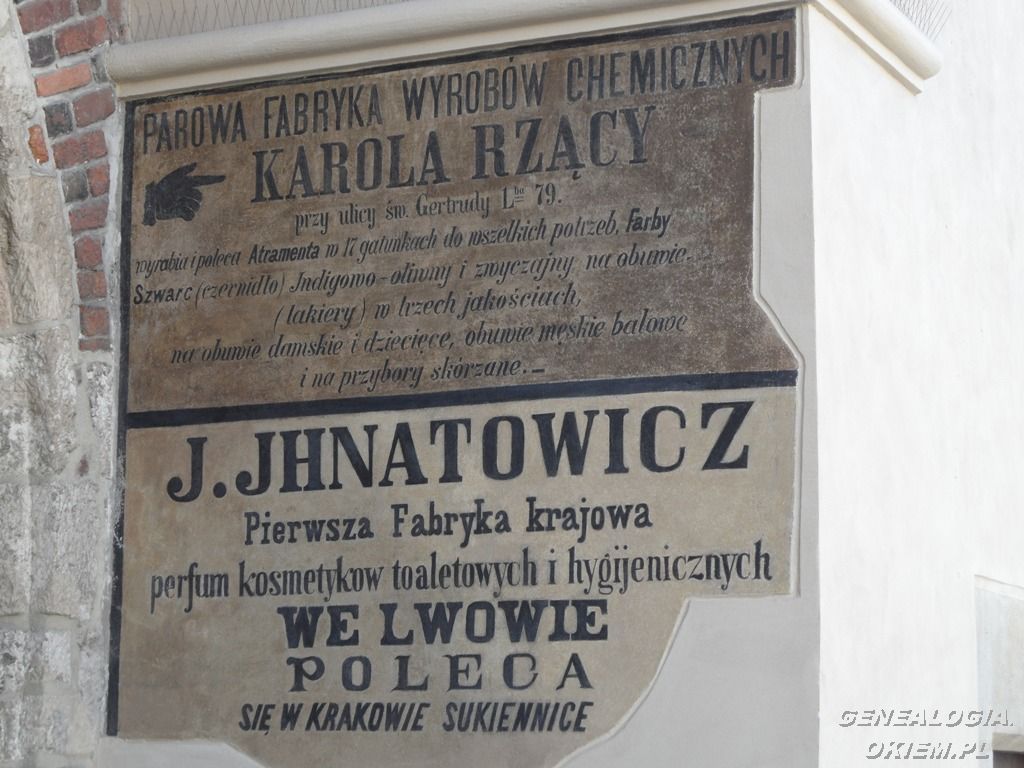 PAROWA FABRYKA WYROBÓW CHEMICZNYCH
KAROLA RZĄCY
przy ulicy św. Gertrudy Lba 79.
wyrabia i poleca Atramenta w 17 gatunkach do wszelkich potrzeb, Farby
Szwarc (czernidło) Indigowo-oliwny i zwyczajny na obuwie.
(lakiery) w trzech jakościach,
na obuwie damskie i dziecięce, obuwie męskie balowe
i na przybory skórzane.—
J. JHNATOWICZ
Pierwsza Fabryka krajowa
perfum kosmetykow toaletowych i hygijenicznych
WE LWOWIE
POLECA
SIĘ W KRAKOWIE SUKIENNICE
GENEALOGIA.
OKIEM.PL